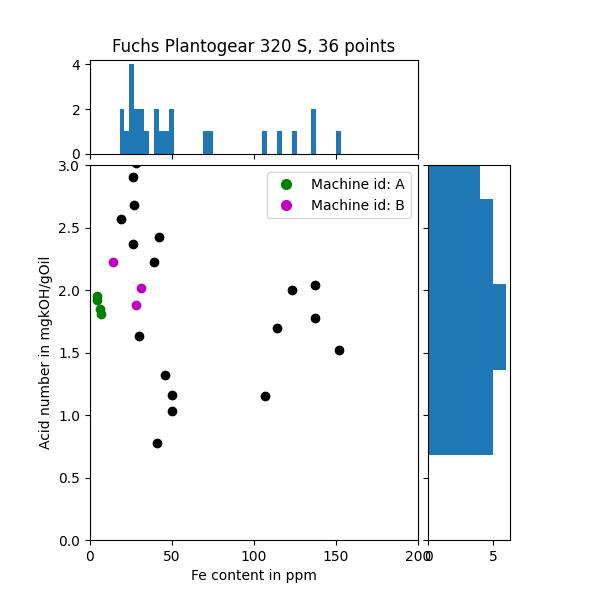 Fuchs Plantogear 320 S, 36 points
4
2
0
3.0
2.5
2.0
1.5
1.0
0.5
0.0
Machine id: A
Machine id: B
Acid number in mgkOH/gOil
0 50 100 150 200
0 5
Fe content in ppm